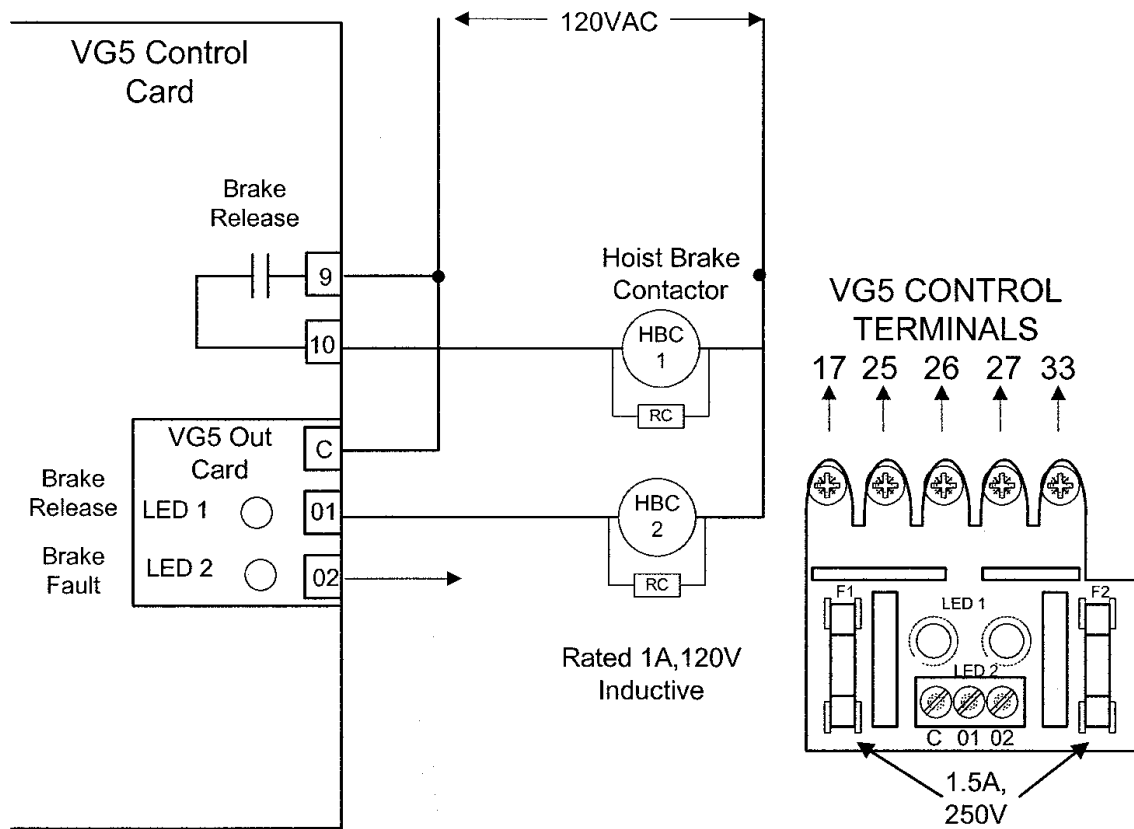 120VAC
VG5 Control
Card
Brake
Release
9
10
Hoist Brake
Contactor
HBC
1
RC
VG5 Out
Card
C
Brake
Release
LED 1
01
Brake
Fault
LED 2
02
HBC
2
RC
Rated 1A,120V
Inductive
VG5 CONTROL
TERMINALS
17 25 26 27 33
F1
LED 1
F2
LED 2
C 01 02
1.5A,
250V